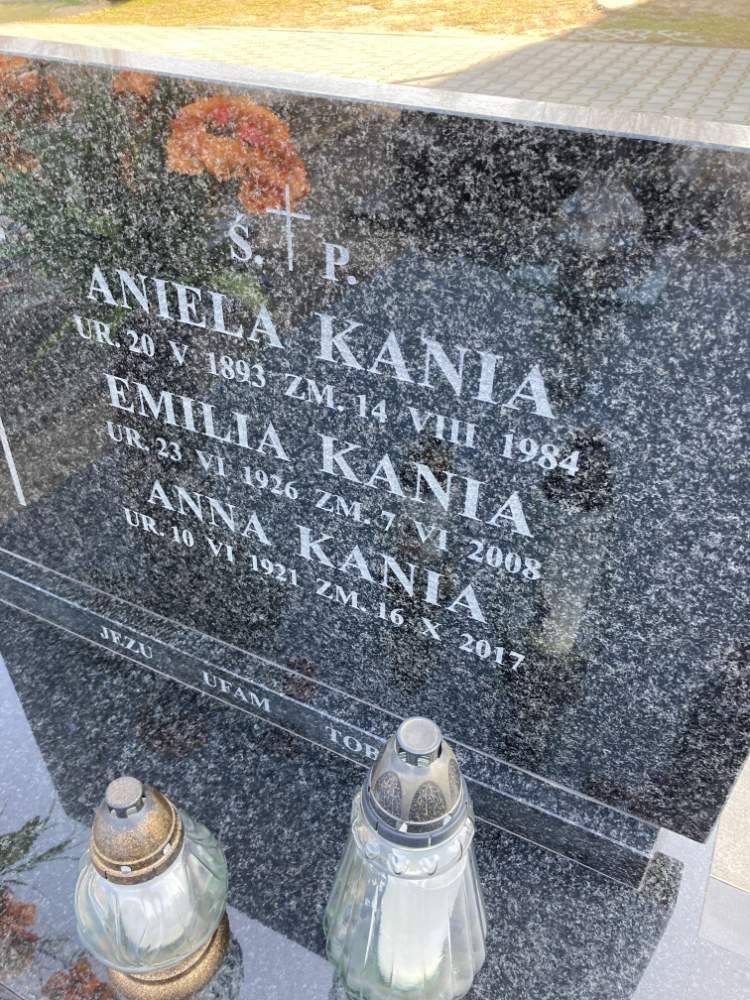 Ś. P.
ANIELA KANIA
UR. 20 V 1893 ZM. 14 VIII 1984
EMILIA KANIA
UR. 23 VI 1926 ZM. 7 VI 2008
ANNA KANIA
UR. 10 VI 1921 ZM. 16 X 2017
JEZU UFAM